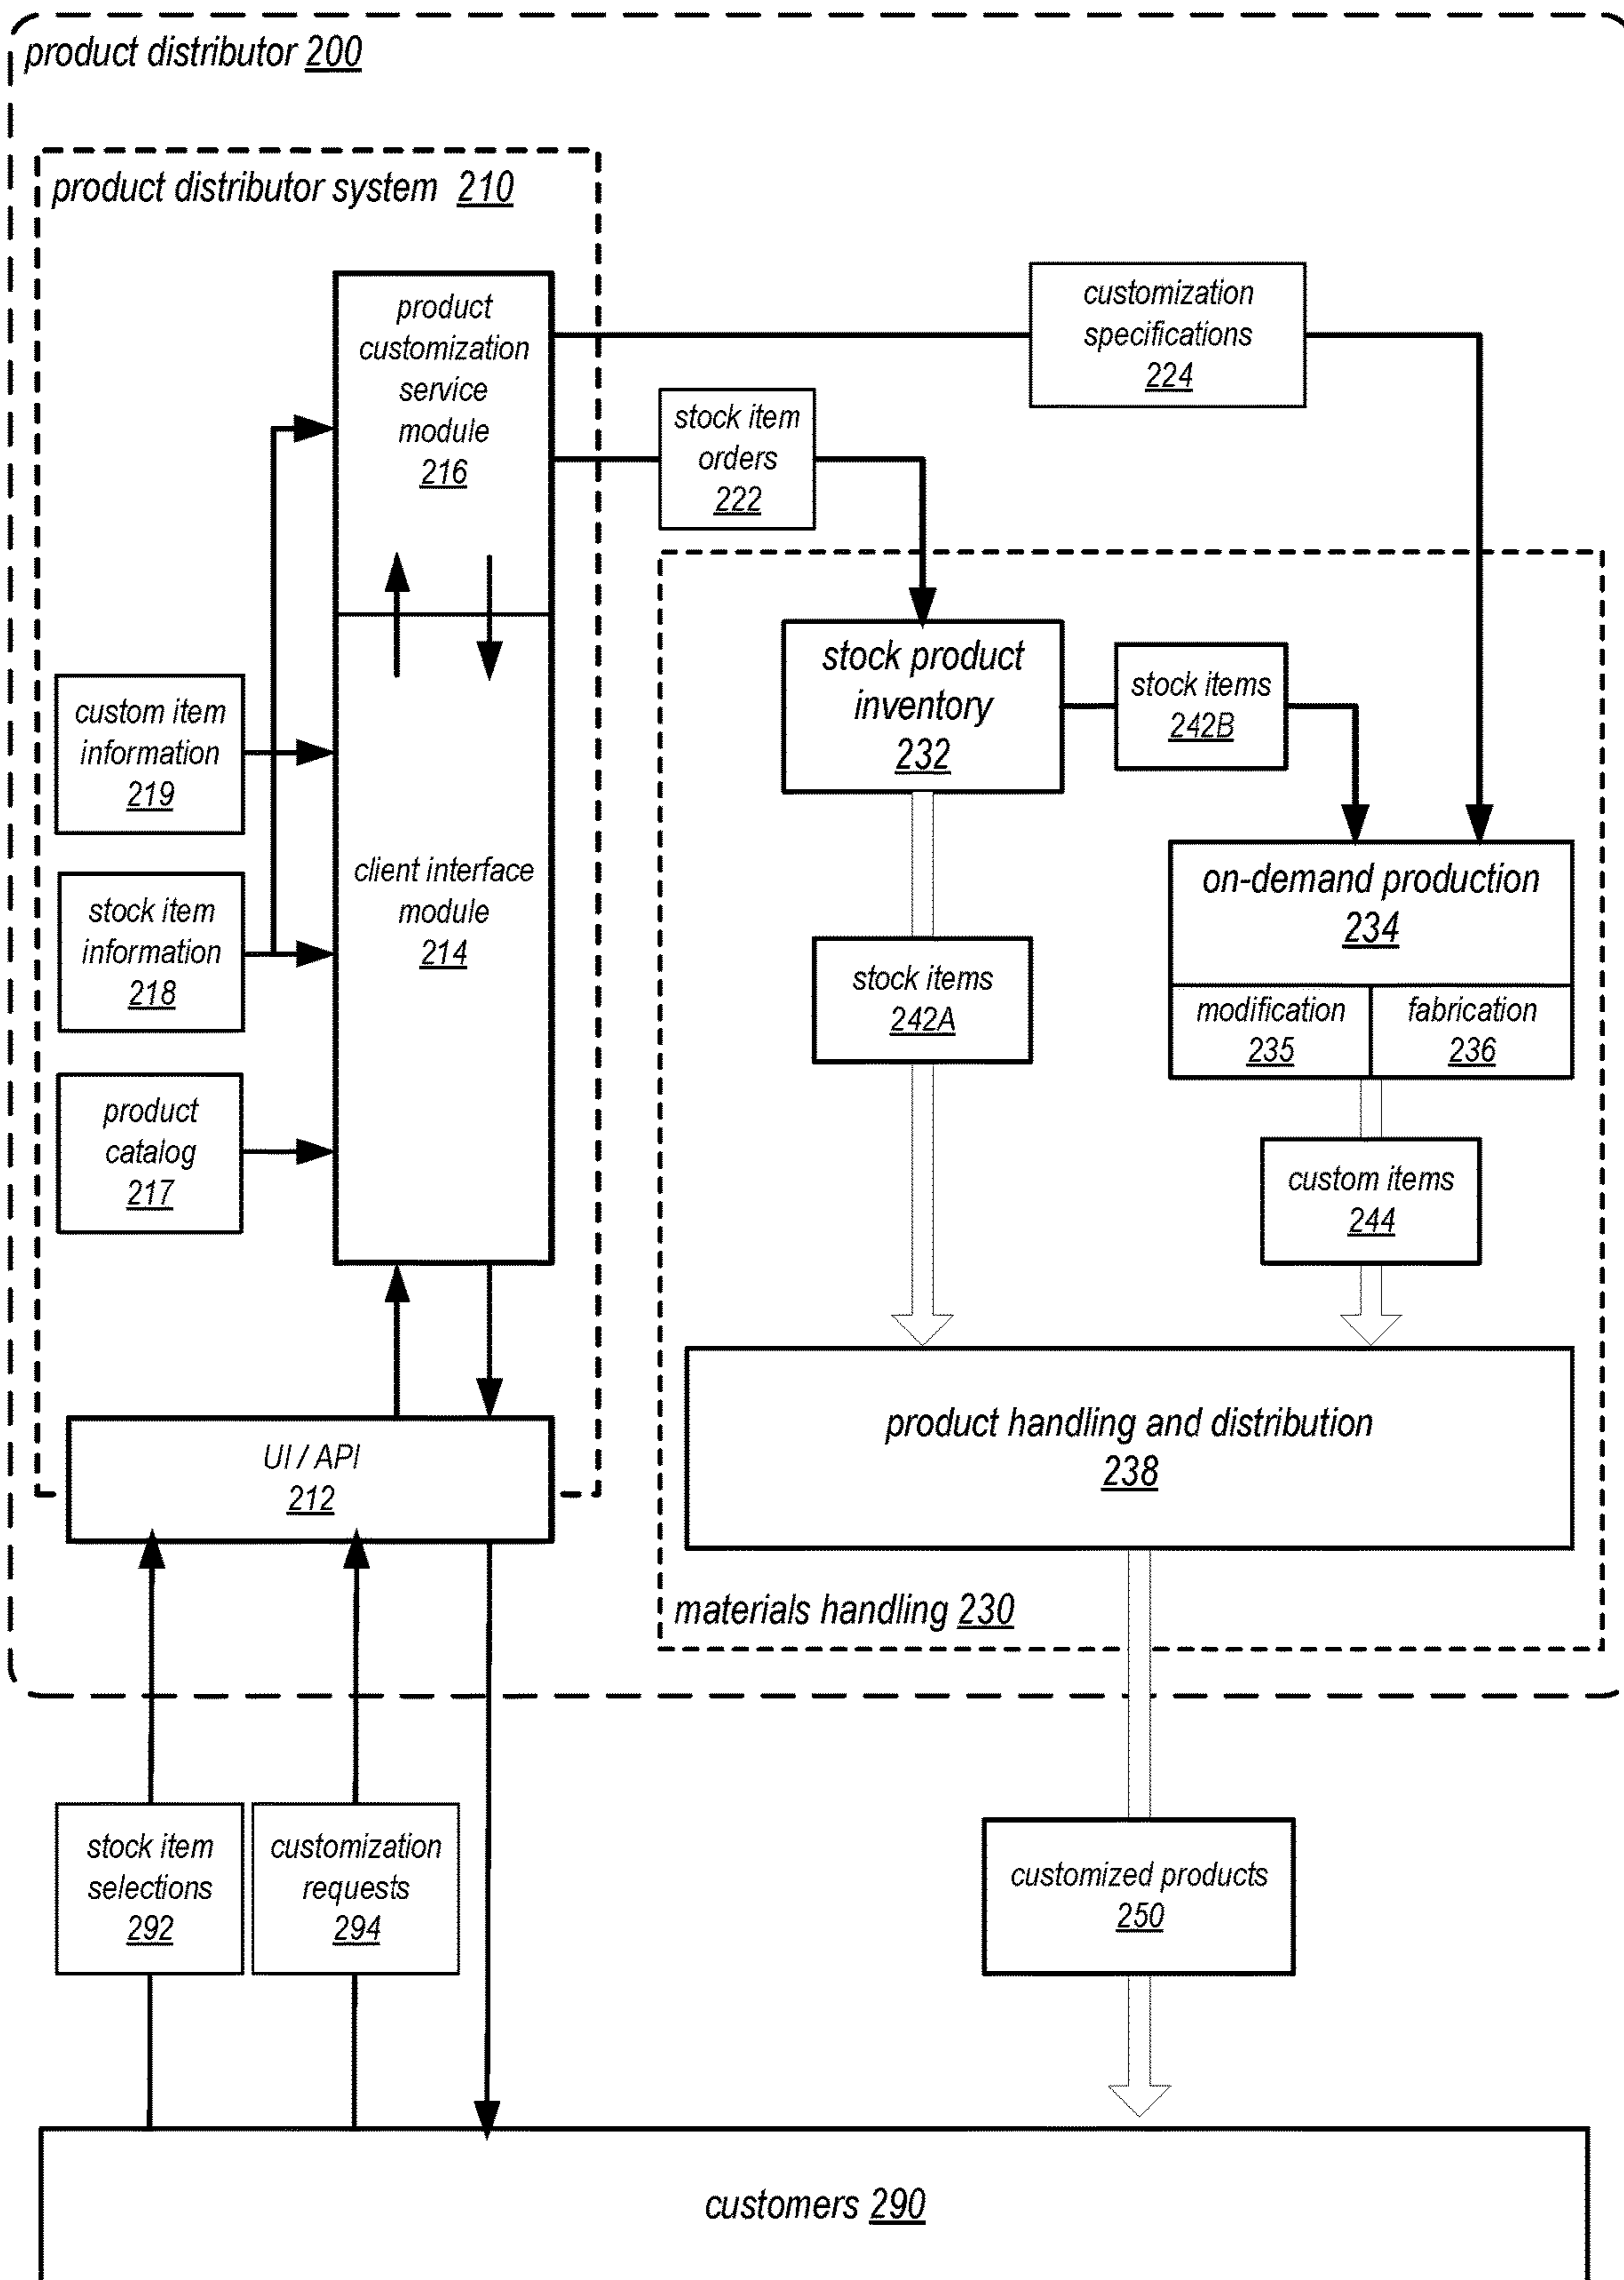 product distributor 200
product distributor system 210
product
customization
service
module
216
customization
specifications
224
stock item
orders
222
custom item
information
219
stock item
information
218
product
catalog
217
client interface
module
214
UI / API
212
stock product
inventory
232
stock items
242B
on-demand production
234
modification
235
fabrication
236
stock items
242A
custom items
244
product handling and distribution
238
materials handling 230
stock item
selections
292
customization
requests
294
customized products
250
customers 290